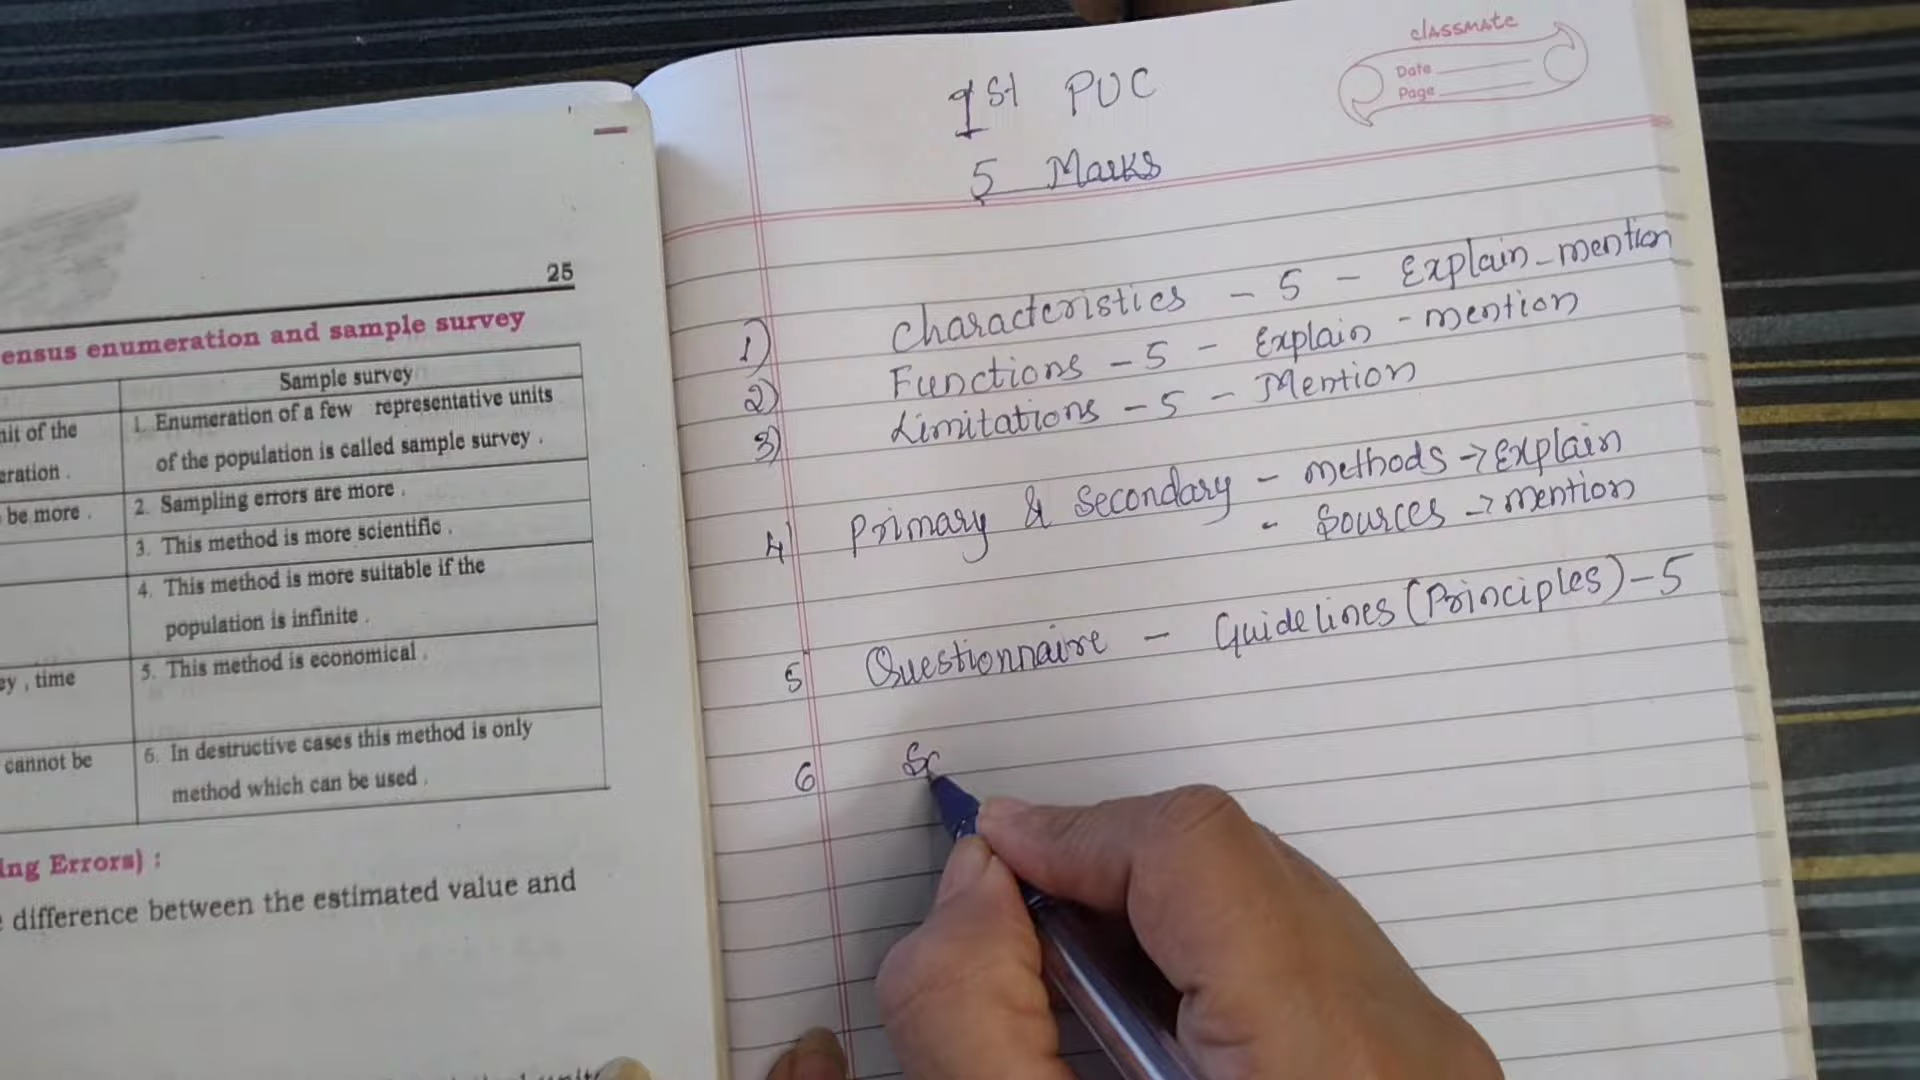 25
ensus enumeration and sample survey
Sample survey
nit of the
1. Enumeration of a few representative units
eration.
of the population is called sample survey.
be more.
2. Sampling errors are more.
3. This method is more scientific.
4. This method is more suitable if the
population is infinite.
ey, time
5. This method is economical.
cannot be
6. In destructive cases this method is only
method which can be used.
ing Errors) :
difference between the estimated value and
classmate
Date
Page
1st PUC
5 Marks
1) Characteristics - 5 - Explain - mention
2) Functions - 5 - Explain - mention
3) Limitations - 5 - Mention
4) Primary & Secondary - methods → Explain
- Sources → mention
5 Questionnaire - Guidelines (Principles) - 5
6